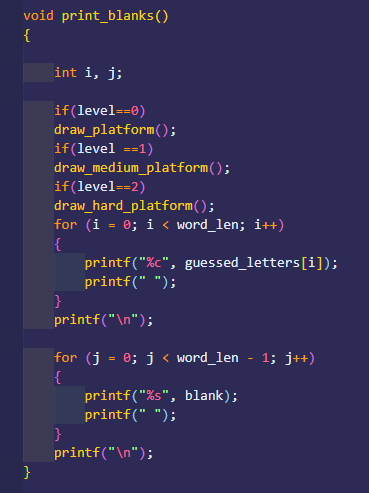 void print_blanks()
{
int i, j;
if(level==0)
draw_platform();
if(level ==1)
draw_medium_platform();
if(level==2)
draw_hard_platform();
for (i = 0; i < word_len; i++)
{
printf("%c", guessed_letters[i]);
printf(" ");
}
printf("\n");
for (j = 0; j < word_len - 1; j++)
{
printf("%s", blank);
printf(" ");
}
printf("\n");
}